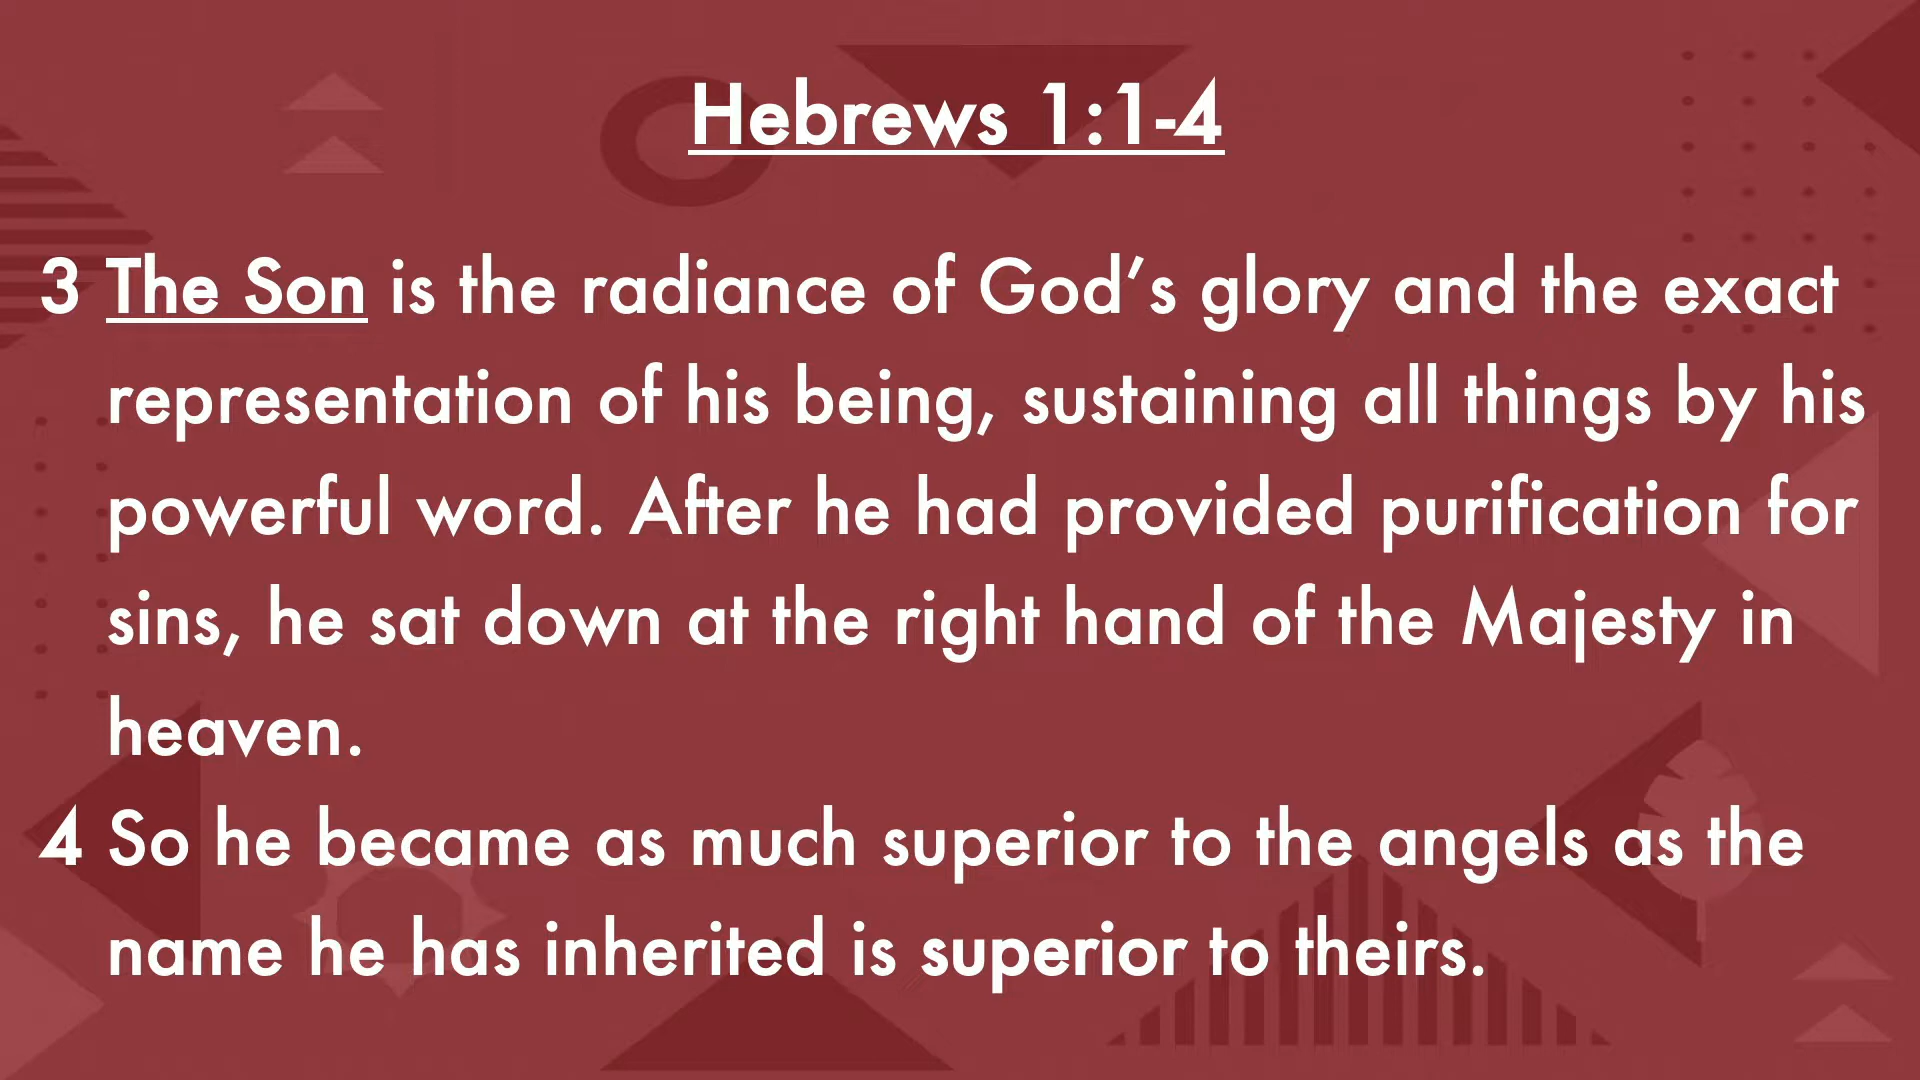 Hebrews 1:1-4
3 The Son is the radiance of God’s glory and the exact
representation of his being, sustaining all things by his
powerful word. After he had provided purification for
sins, he sat down at the right hand of the Majesty in
heaven.
4 So he became as much superior to the angels as the
name he has inherited is superior to theirs.